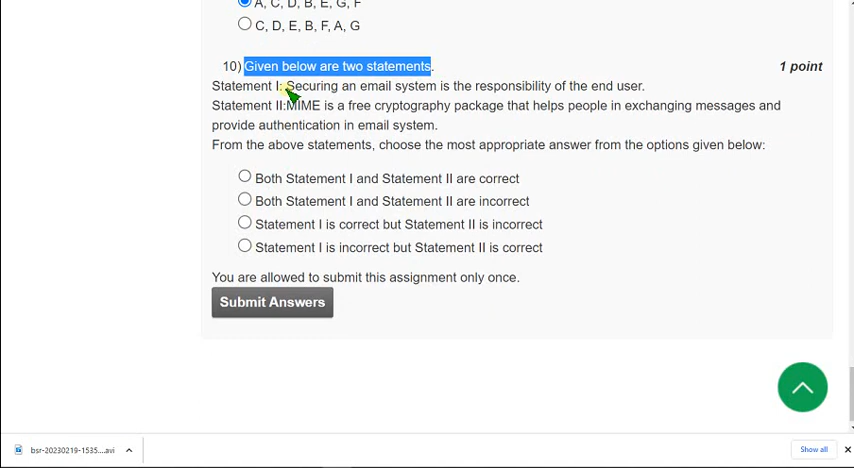 A, C, D, B, E, G, F
C, D, E, B, F, A, G
10) Given below are two statements. 1 point
Statement I: Securing an email system is the responsibility of the end user.
Statement II:MIME is a free cryptography package that helps people in exchanging messages and
provide authentication in email system.
From the above statements, choose the most appropriate answer from the options given below:
Both Statement I and Statement II are correct
Both Statement I and Statement II are incorrect
Statement I is correct but Statement II is incorrect
Statement I is incorrect but Statement II is correct
You are allowed to submit this assignment only once.
Submit Answers
bsr-20230219-1535....avi Show all